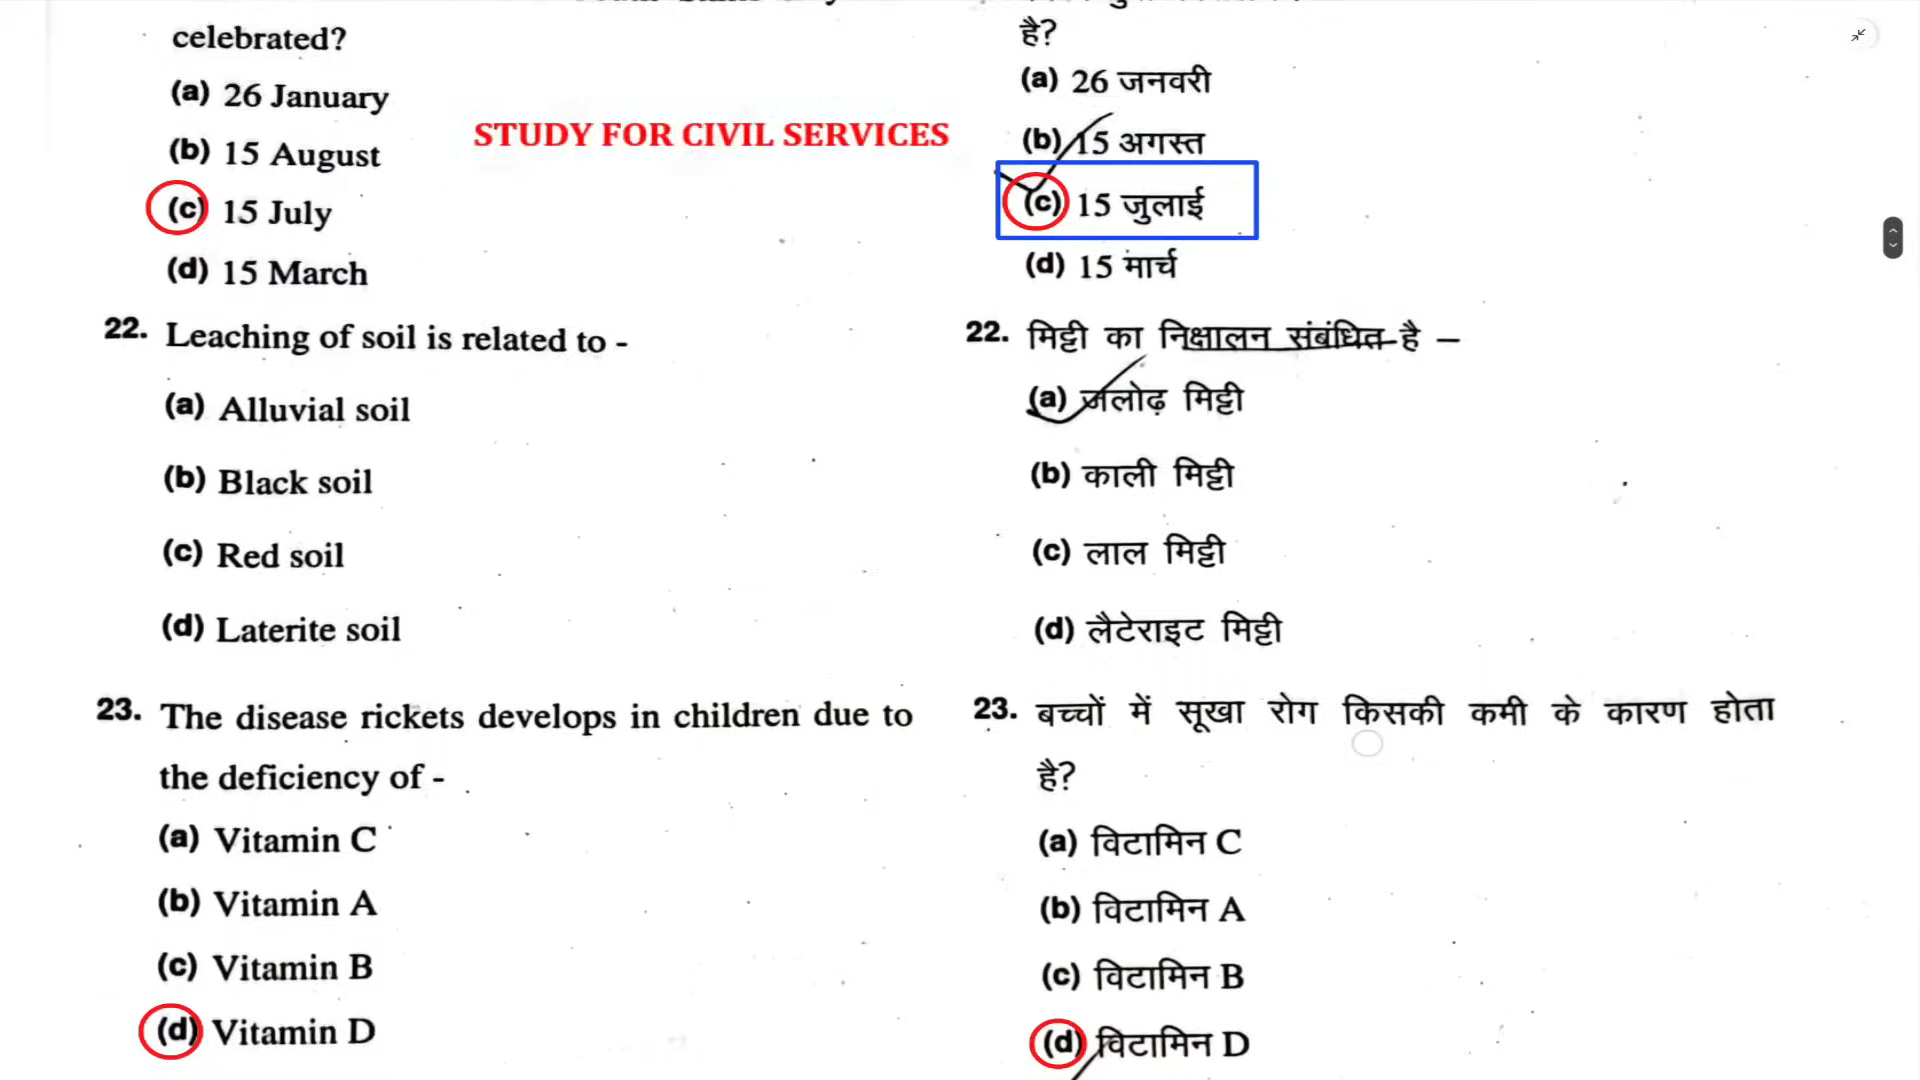 celebrated?
(a) 26 January
(b) 15 August
(c) 15 July
(d) 15 March
22. Leaching of soil is related to -
(a) Alluvial soil
(b) Black soil
(c) Red soil
(d) Laterite soil
23. The disease rickets develops in children due to
the deficiency of -
(a) Vitamin C
(b) Vitamin A
(c) Vitamin B
(d) Vitamin D
STUDY FOR CIVIL SERVICES
है?
(a) 26 जनवरी
(b) 15 अगस्त
(c) 15 जुलाई
(d) 15 मार्च
22. मिट्टी का निक्षालन संबंधित है –
(a) जलोढ़ मिट्टी
(b) काली मिट्टी
(c) लाल मिट्टी
(d) लैटेराइट मिट्टी
23. बच्चों में सूखा रोग किसकी कमी के कारण होता
है?
(a) विटामिन C
(b) विटामिन A
(c) विटामिन B
(d) विटामिन D